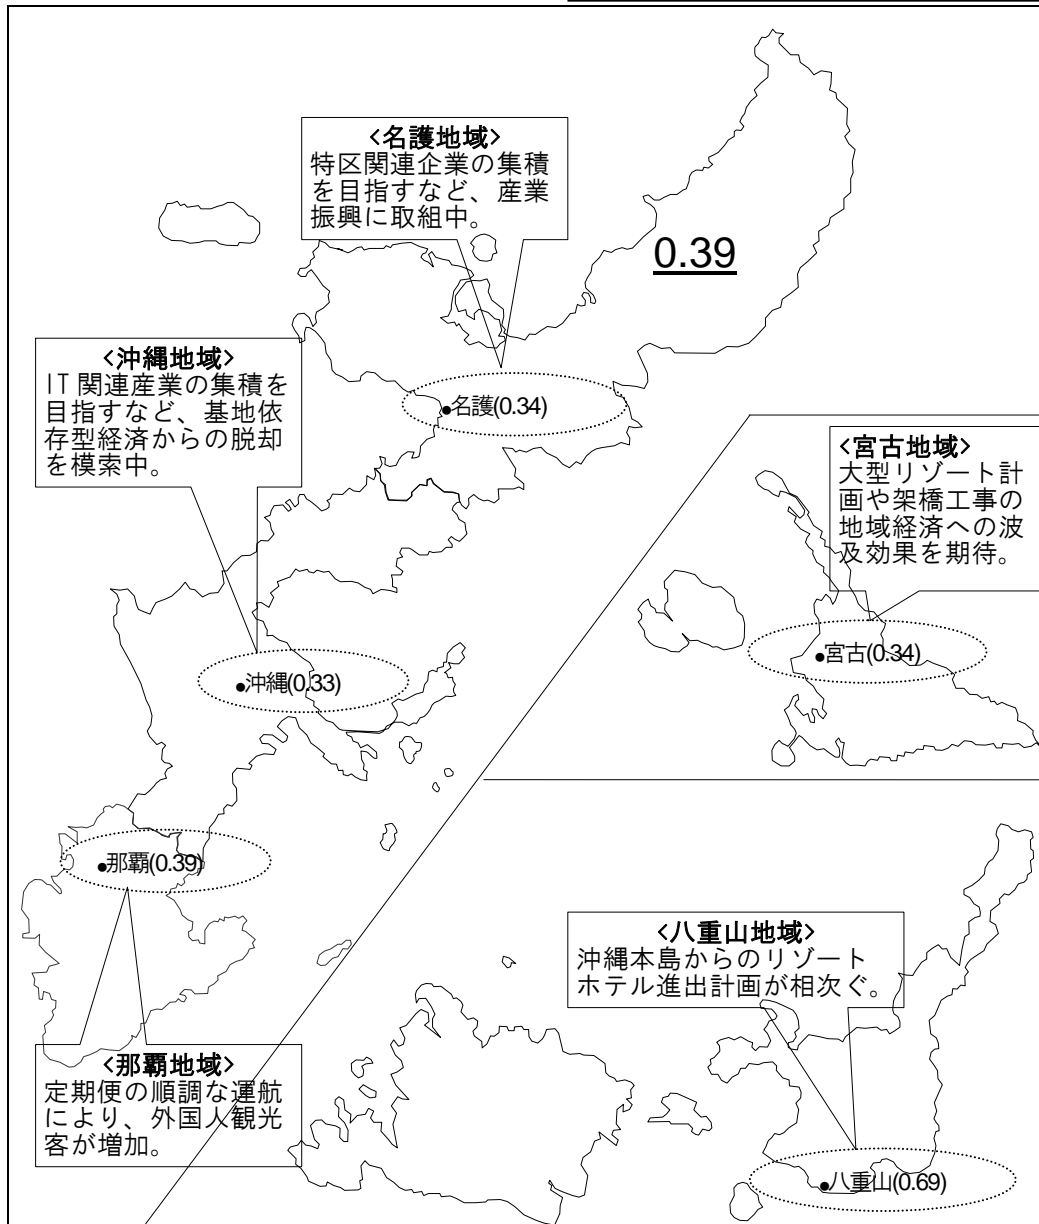 <名護地域>
特区関連企業の集積
を目指すなど、産業
振興に取組中。
0.39
<沖縄地域>
IT関連産業の集積を
目指すなど、基地依
存型経済からの脱却
を模索中。
●名護(0.34)
<宮古地域>
大型リゾート計
画や架橋工事の
地域経済への波
及効果を期待。
●宮古(0.34)
●沖縄(0.33)
●那覇(0.39)
<八重山地域>
沖縄本島からのリゾート
ホテル進出計画が相次ぐ。
<那覇地域>
定期便の順調な運航
により、外国人観光
客が増加。
●八重山(0.69)